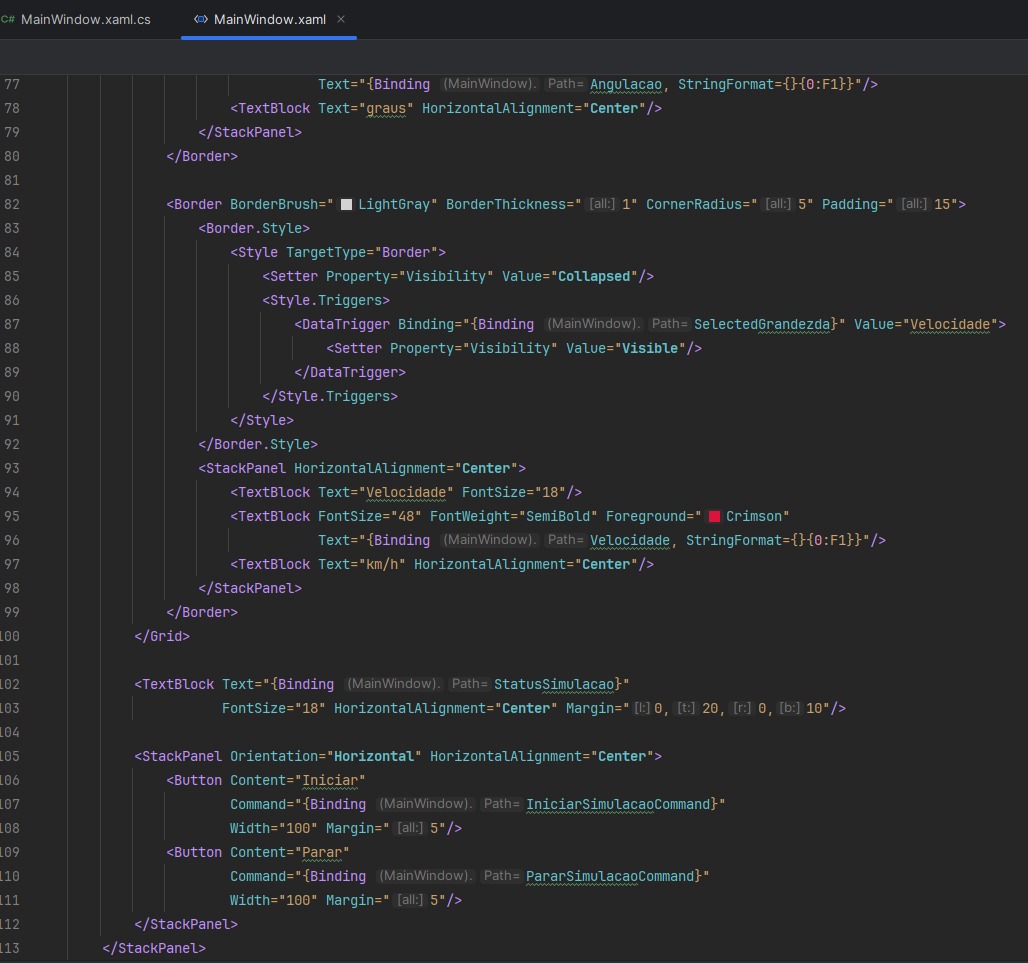 C# MainWindow.xaml.cs MainWindow.xaml ×
77 Text="{Binding (MainWindow). Path= Angulacao, StringFormat={}{0:F1}}"/>
78 <TextBlock Text="graus" HorizontalAlignment="Center"/>
79 </StackPanel>
80 </Border>
81
82 <Border BorderBrush="LightGray" BorderThickness="[all:]1" CornerRadius="[all:]5" Padding="[all:]15">
83 <Border.Style>
84 <Style TargetType="Border">
85 <Setter Property="Visibility" Value="Collapsed"/>
86 <Style.Triggers>
87 <DataTrigger Binding="{Binding (MainWindow). Path= SelectedGrandezda}" Value="Velocidade">
88 <Setter Property="Visibility" Value="Visible"/>
89 </DataTrigger>
90 </Style.Triggers>
91 </Style>
92 </Border.Style>
93 <StackPanel HorizontalAlignment="Center">
94 <TextBlock Text="Velocidade" FontSize="18"/>
95 <TextBlock FontSize="48" FontWeight="SemiBold" Foreground="Crimson"
96 Text="{Binding (MainWindow). Path= Velocidade, StringFormat={}{0:F1}}"/>
97 <TextBlock Text="km/h" HorizontalAlignment="Center"/>
98 </StackPanel>
99 </Border>
100 </Grid>
101
102 <TextBlock Text="{Binding (MainWindow). Path= StatusSimulacao}"
103 FontSize="18" HorizontalAlignment="Center" Margin="[l:]0,[t:]20,[r:]0,[b:]10"/>
104
105 <StackPanel Orientation="Horizontal" HorizontalAlignment="Center">
106 <Button Content="Iniciar"
107 Command="{Binding (MainWindow). Path= IniciarSimulacaoCommand}"
108 Width="100" Margin="[all:]5"/>
109 <Button Content="Parar"
110 Command="{Binding (MainWindow). Path= PararSimulacaoCommand}"
111 Width="100" Margin="[all:]5"/>
112 </StackPanel>
113 </StackPanel>